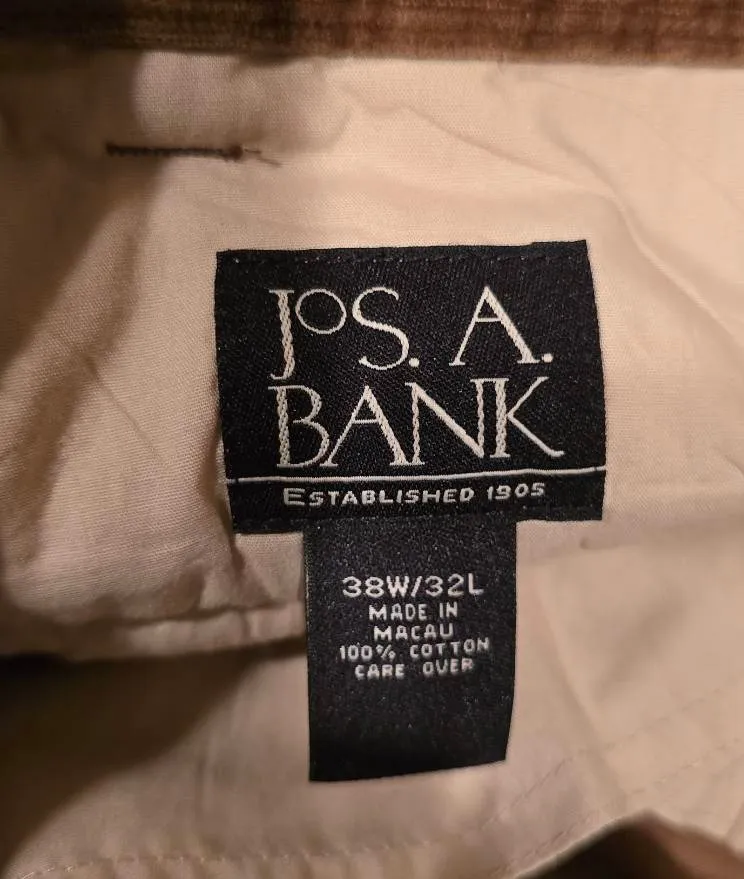 JOS. A.
BANK
ESTABLISHED 1905
38W/32L
MADE IN
MACAU
100% COTTON
CARE OVER